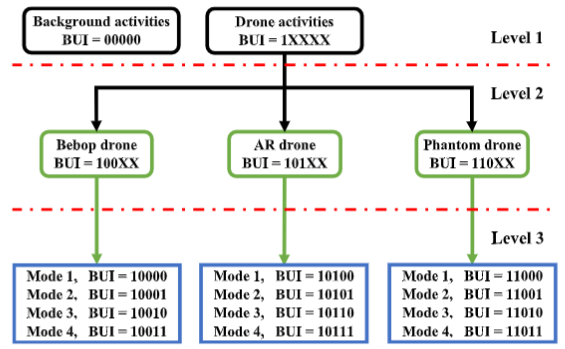 Background activities
BUI = 00000
Drone activities
BUI = 1XXXX
Level 1
Level 2
Bebop drone
BUI = 100XX
AR drone
BUI = 101XX
Phantom drone
BUI = 110XX
Level 3
Mode 1, BUI = 10000
Mode 2, BUI = 10001
Mode 3, BUI = 10010
Mode 4, BUI = 10011
Mode 1, BUI = 10100
Mode 2, BUI = 10101
Mode 3, BUI = 10110
Mode 4, BUI = 10111
Mode 1, BUI = 11000
Mode 2, BUI = 11001
Mode 3, BUI = 11010
Mode 4, BUI = 11011